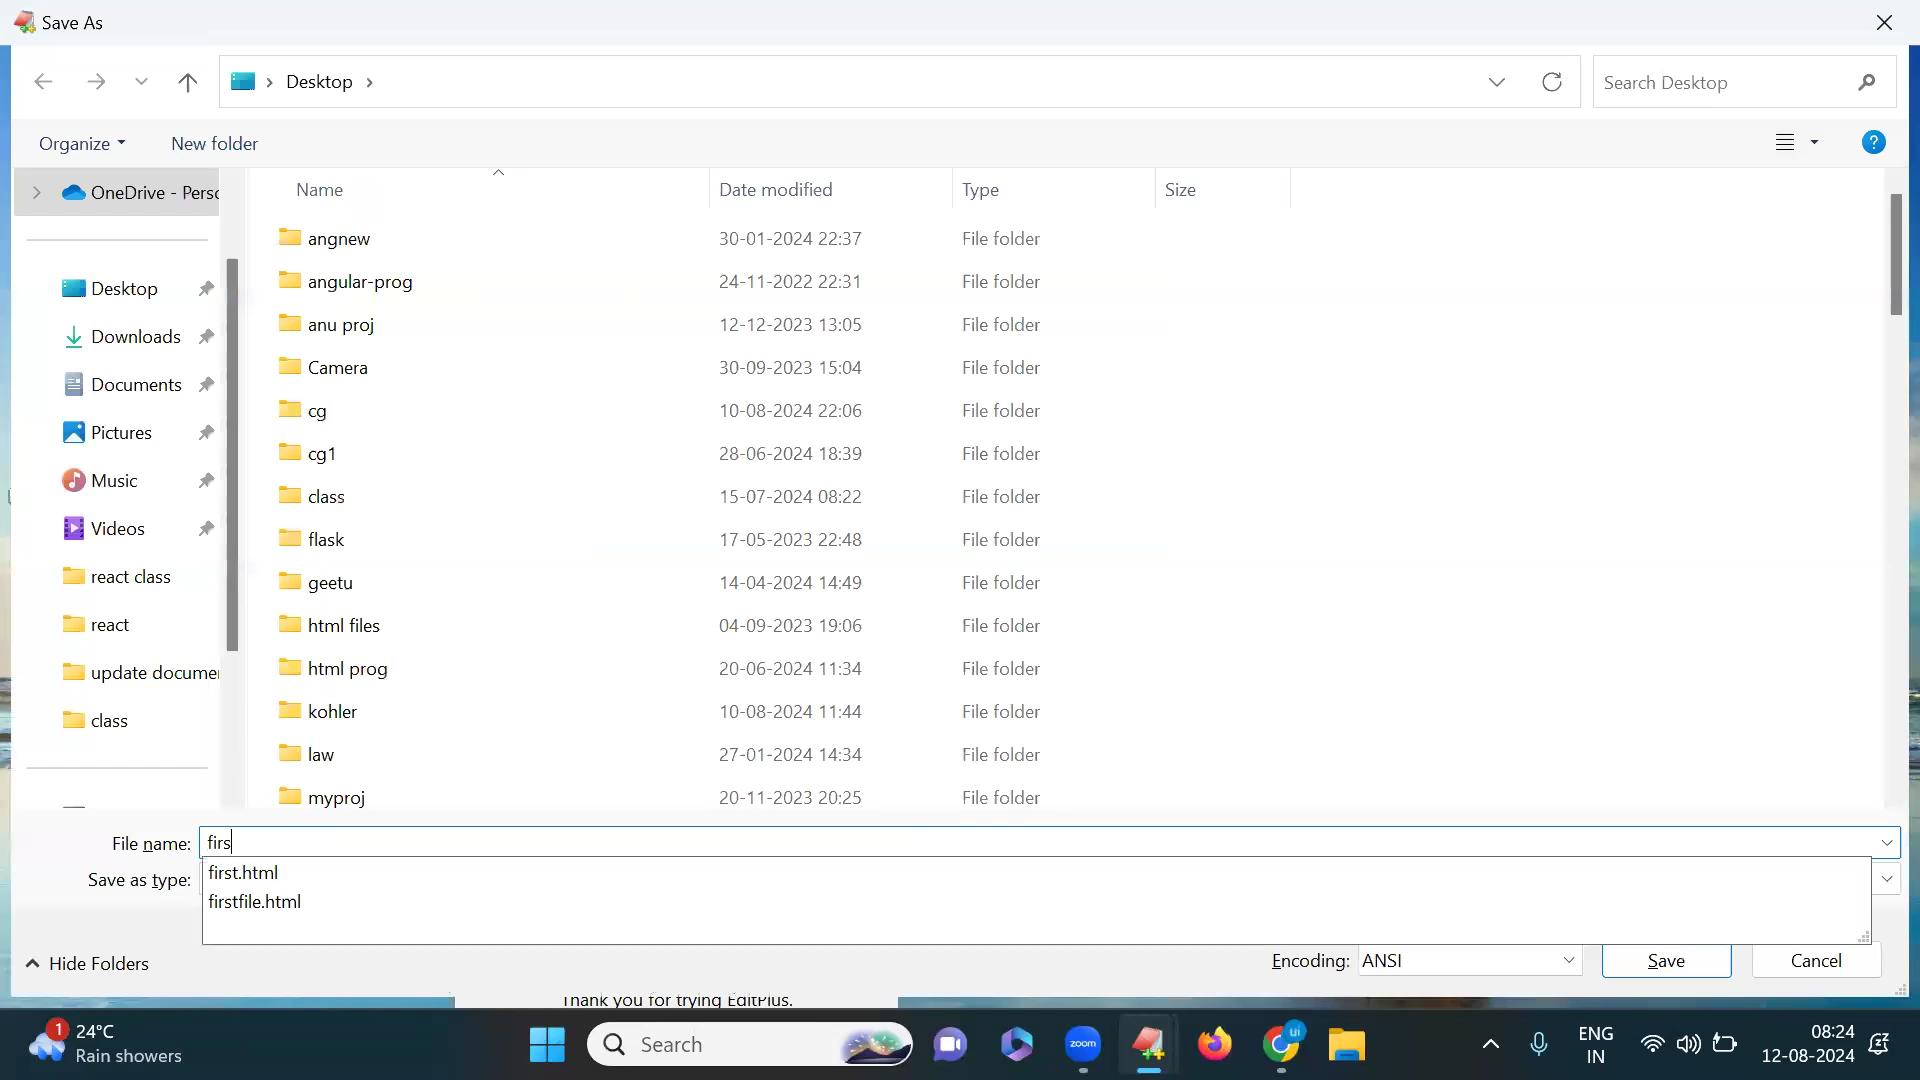 Save As
Desktop
Search Desktop
Organize
New folder
OneDrive - Perso
Name
Date modified
Type
Size
angnew 30-01-2024 22:37 File folder
angular-prog 24-11-2022 22:31 File folder
anu proj 12-12-2023 13:05 File folder
Camera 30-09-2023 15:04 File folder
cg 10-08-2024 22:06 File folder
cg1 28-06-2024 18:39 File folder
class 15-07-2024 08:22 File folder
flask 17-05-2023 22:48 File folder
geetu 14-04-2024 14:49 File folder
html files 04-09-2023 19:06 File folder
html prog 20-06-2024 11:34 File folder
kohler 10-08-2024 11:44 File folder
law 27-01-2024 14:34 File folder
myproj 20-11-2023 20:25 File folder
Desktop
Downloads
Documents
Pictures
Music
Videos
react class
react
update documen
class
File name: firs
Save as type:
first.html
firstfile.html
Hide Folders
Encoding: ANSI
Save
Cancel
Thank you for trying EditPlus.
1
24°C
Rain showers
Search
zoom
ui
ENG
IN
08:24
12-08-2024